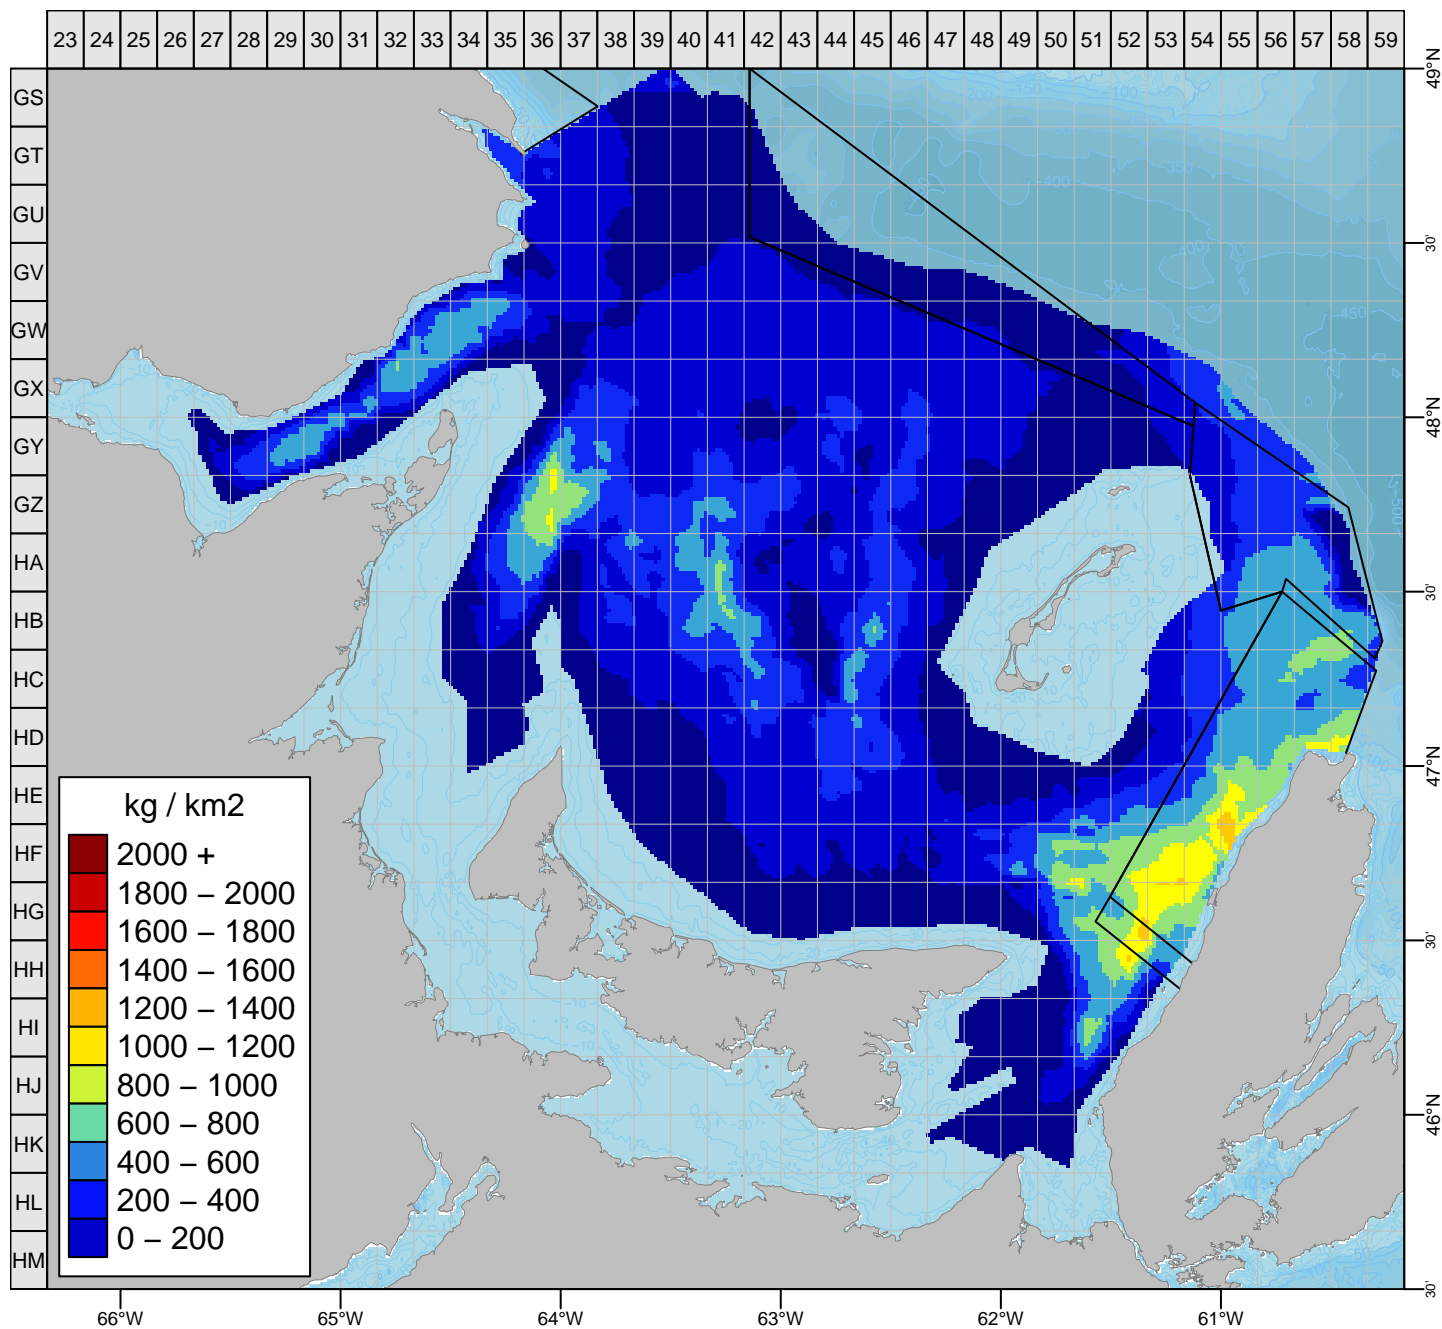 23 24 25 26 27 28 29 30 31 32 33 34 35 36 37 38 39 40 41 42 43 44 45 46 47 48 49 50 51 52 53 54 55 56 57 58 59
GS
GT
GU
GV
GW
GX
GY
GZ
HA
HB
HC
HD
HE
HF
HG
HH
HI
HJ
HK
HL
HM
49°N
30'
48°N
30'
47°N
30'
46°N
30'
kg / km2
2000 +
1800 – 2000
1600 – 1800
1400 – 1600
1200 – 1400
1000 – 1200
800 – 1000
600 – 800
400 – 600
200 – 400
0 – 200
66°W 65°W 64°W 63°W 62°W 61°W